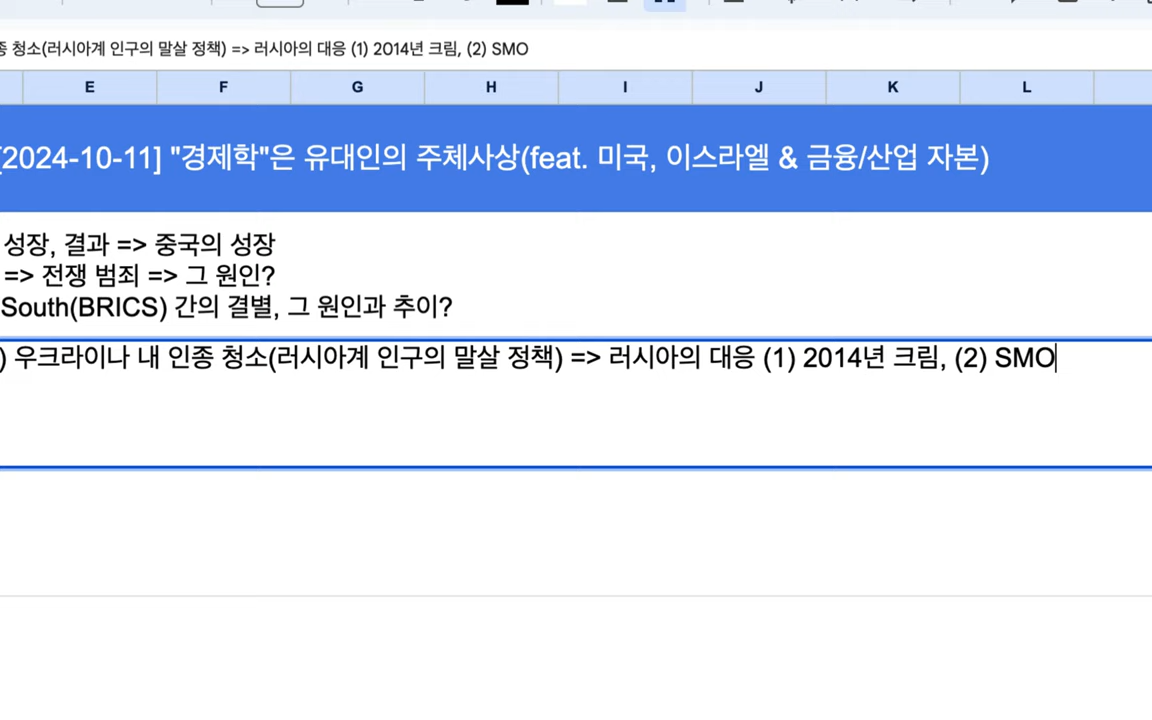 종 청소(러시아계 인구의 말살 정책) => 러시아의 대응 (1) 2014년 크림, (2) SMO
E F G H I J K L
[2024-10-11] "경제학"은 유대인의 주체사상(feat. 미국, 이스라엘 & 금융/산업 자본)
성장, 결과 => 중국의 성장
=> 전쟁 범죄 => 그 원인?
South(BRICS) 간의 결별, 그 원인과 추이?
) 우크라이나 내 인종 청소(러시아계 인구의 말살 정책) => 러시아의 대응 (1) 2014년 크림, (2) SMO